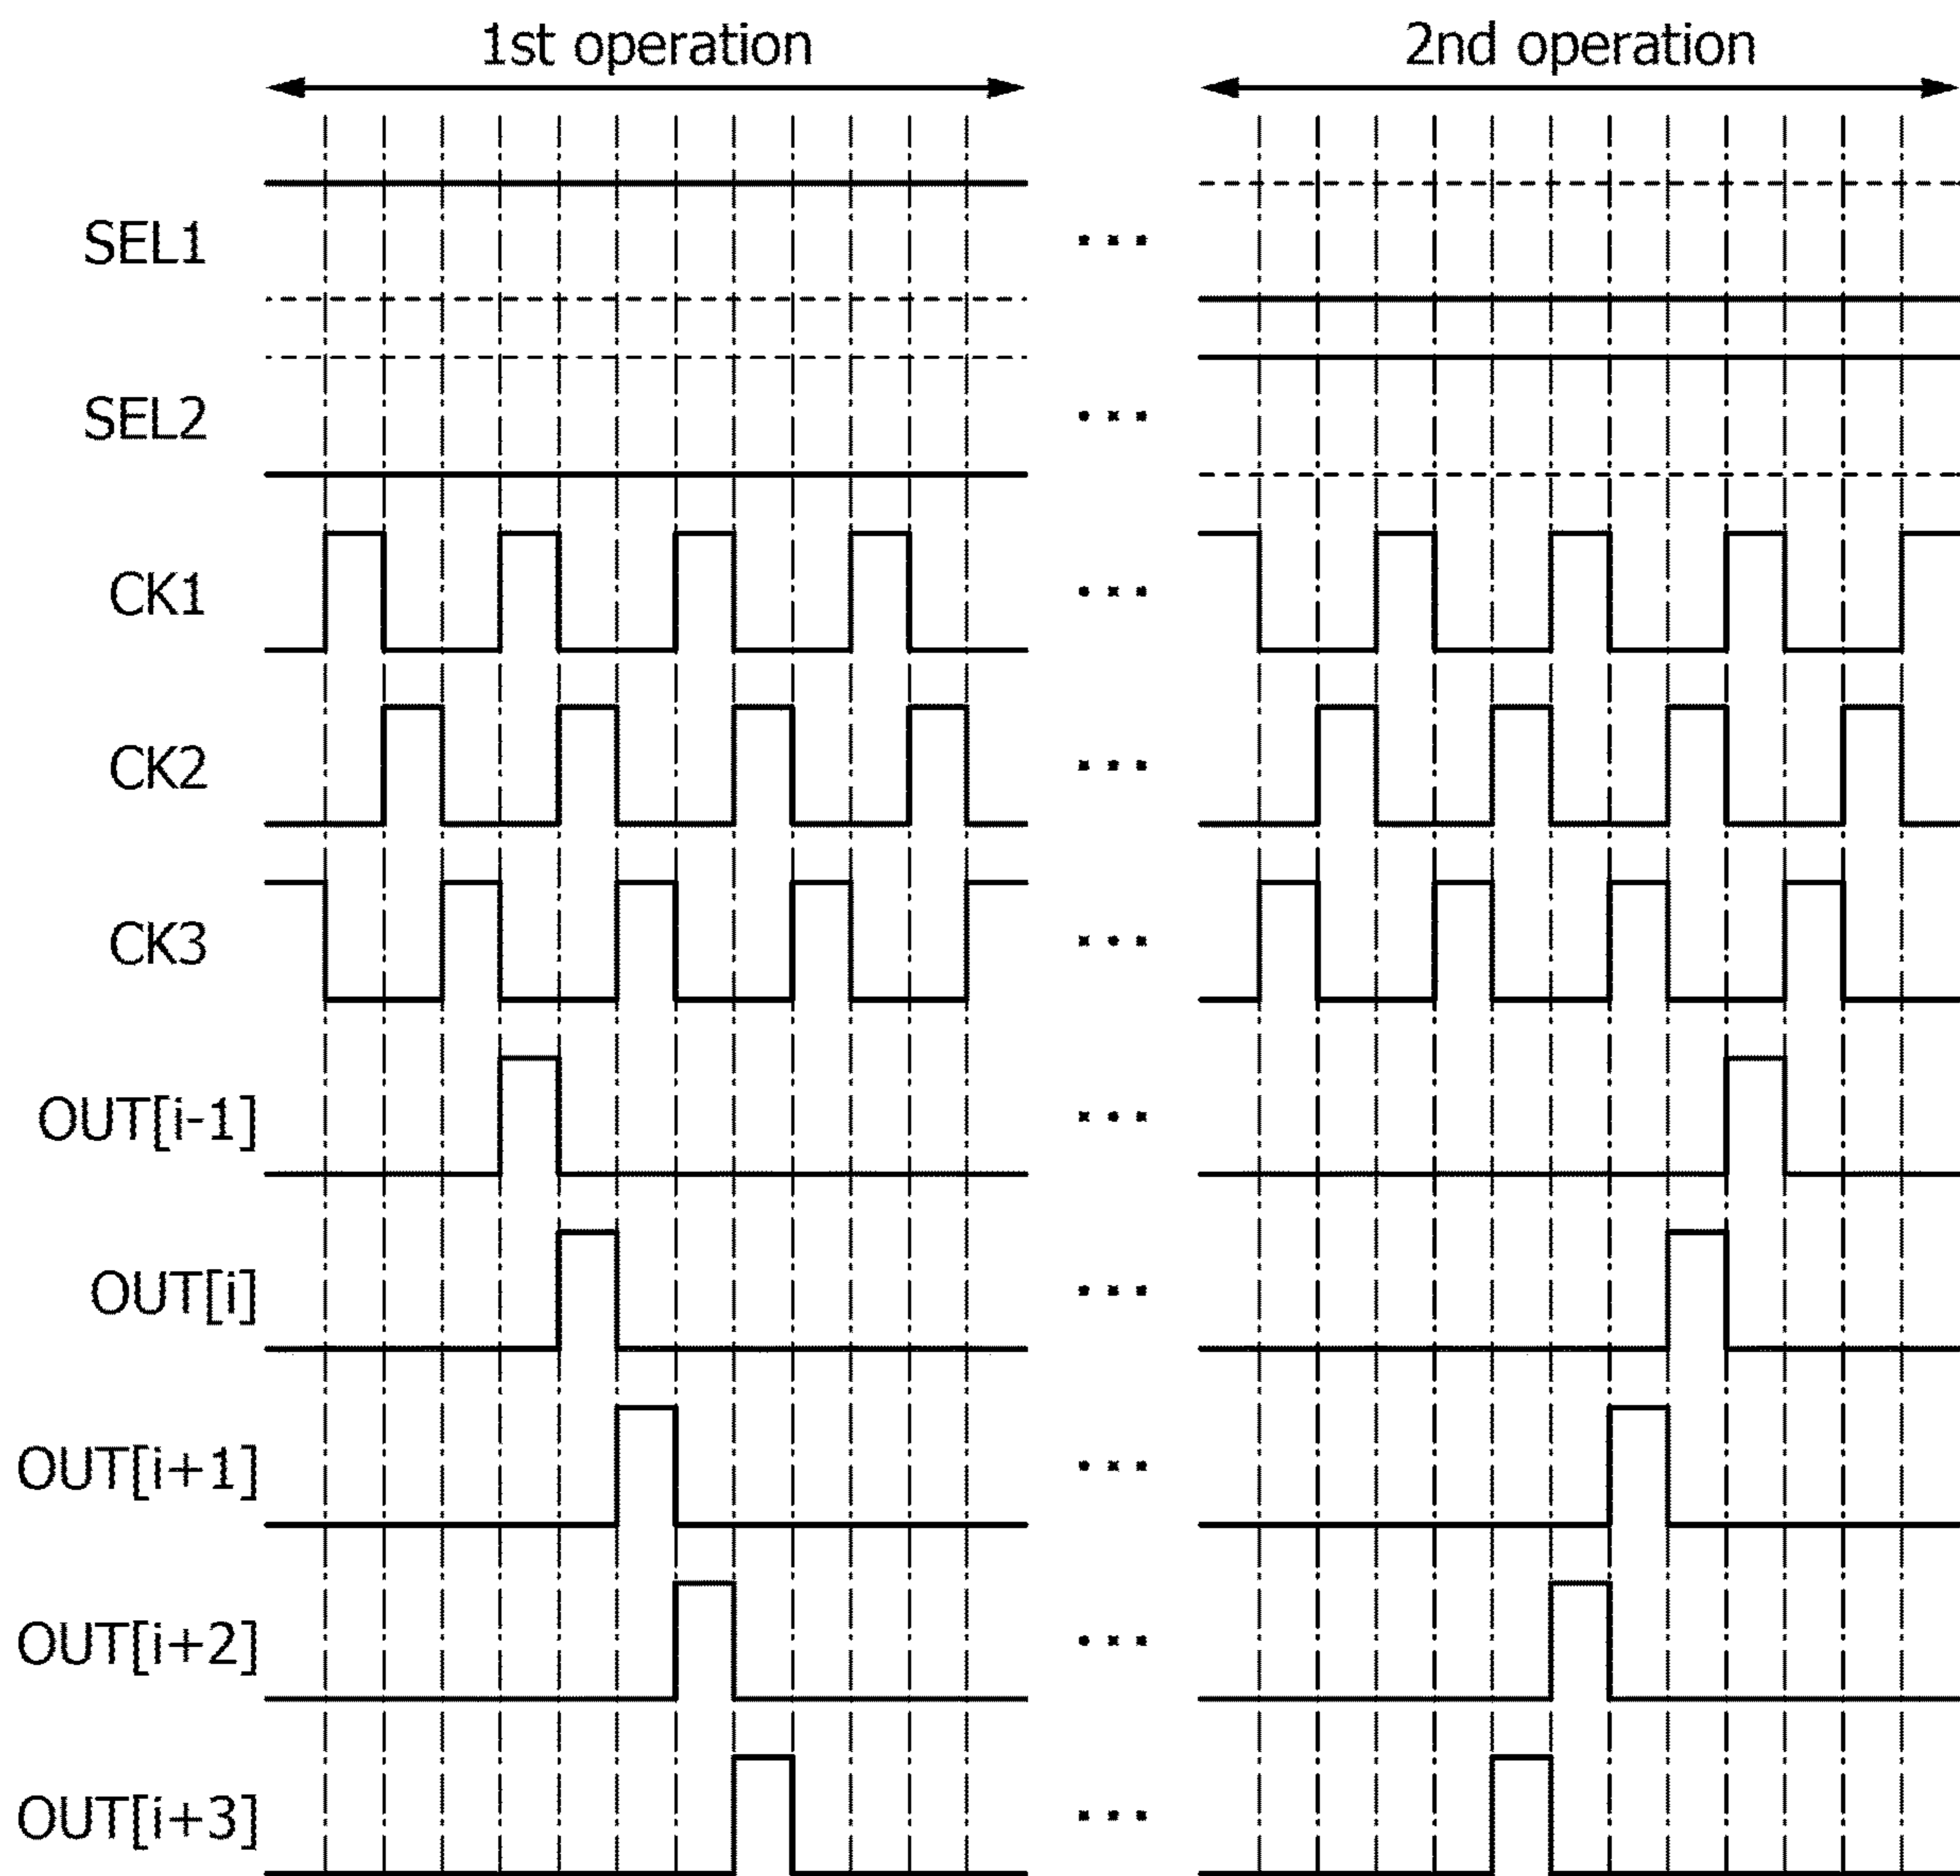 1st operation
2nd operation
SEL1
SEL2
CK1
CK2
CK3
OUT[i-1]
OUT[i]
OUT[i+1]
OUT[i+2]
OUT[i+3]